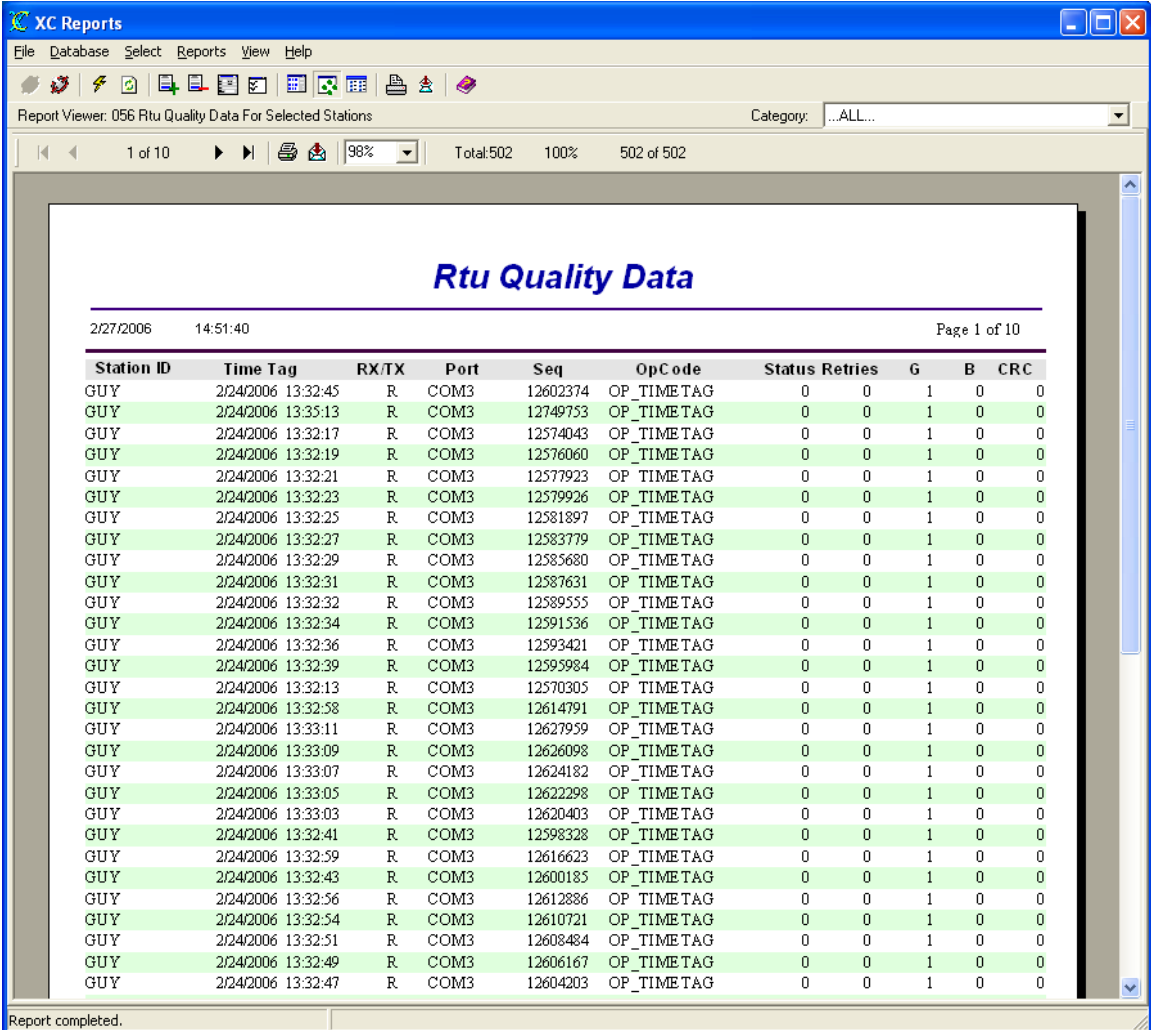 XC Reports
File Database Select Reports View Help
Report Viewer: 056 Rtu Quality Data For Selected Stations Category: ...ALL...
1 of 10 98% Total:502 100% 502 of 502
Rtu Quality Data
2/27/2006 14:51:40 Page 1 of 10
Station ID Time Tag RX/TX Port Seq OpCode Status Retries G B CRC
GUY 2/24/2006 13:32:45 R COM3 12602374 OP_TIMETAG 0 0 1 0 0
GUY 2/24/2006 13:35:13 R COM3 12749753 OP_TIMETAG 0 0 1 0 0
GUY 2/24/2006 13:32:17 R COM3 12574043 OP_TIMETAG 0 0 1 0 0
GUY 2/24/2006 13:32:19 R COM3 12576060 OP_TIMETAG 0 0 1 0 0
GUY 2/24/2006 13:32:21 R COM3 12577923 OP_TIMETAG 0 0 1 0 0
GUY 2/24/2006 13:32:23 R COM3 12579926 OP_TIMETAG 0 0 1 0 0
GUY 2/24/2006 13:32:25 R COM3 12581897 OP_TIMETAG 0 0 1 0 0
GUY 2/24/2006 13:32:27 R COM3 12583779 OP_TIMETAG 0 0 1 0 0
GUY 2/24/2006 13:32:29 R COM3 12585680 OP_TIMETAG 0 0 1 0 0
GUY 2/24/2006 13:32:31 R COM3 12587631 OP_TIMETAG 0 0 1 0 0
GUY 2/24/2006 13:32:32 R COM3 12589555 OP_TIMETAG 0 0 1 0 0
GUY 2/24/2006 13:32:34 R COM3 12591536 OP_TIMETAG 0 0 1 0 0
GUY 2/24/2006 13:32:36 R COM3 12593421 OP_TIMETAG 0 0 1 0 0
GUY 2/24/2006 13:32:39 R COM3 12595984 OP_TIMETAG 0 0 1 0 0
GUY 2/24/2006 13:32:13 R COM3 12570305 OP_TIMETAG 0 0 1 0 0
GUY 2/24/2006 13:32:58 R COM3 12614791 OP_TIMETAG 0 0 1 0 0
GUY 2/24/2006 13:33:11 R COM3 12627959 OP_TIMETAG 0 0 1 0 0
GUY 2/24/2006 13:33:09 R COM3 12626098 OP_TIMETAG 0 0 1 0 0
GUY 2/24/2006 13:33:07 R COM3 12624182 OP_TIMETAG 0 0 1 0 0
GUY 2/24/2006 13:33:05 R COM3 12622298 OP_TIMETAG 0 0 1 0 0
GUY 2/24/2006 13:33:03 R COM3 12620403 OP_TIMETAG 0 0 1 0 0
GUY 2/24/2006 13:32:41 R COM3 12598328 OP_TIMETAG 0 0 1 0 0
GUY 2/24/2006 13:32:59 R COM3 12616623 OP_TIMETAG 0 0 1 0 0
GUY 2/24/2006 13:32:43 R COM3 12600185 OP_TIMETAG 0 0 1 0 0
GUY 2/24/2006 13:32:56 R COM3 12612886 OP_TIMETAG 0 0 1 0 0
GUY 2/24/2006 13:32:54 R COM3 12610721 OP_TIMETAG 0 0 1 0 0
GUY 2/24/2006 13:32:51 R COM3 12608484 OP_TIMETAG 0 0 1 0 0
GUY 2/24/2006 13:32:49 R COM3 12606167 OP_TIMETAG 0 0 1 0 0
GUY 2/24/2006 13:32:47 R COM3 12604203 OP_TIMETAG 0 0 1 0 0
Report completed.